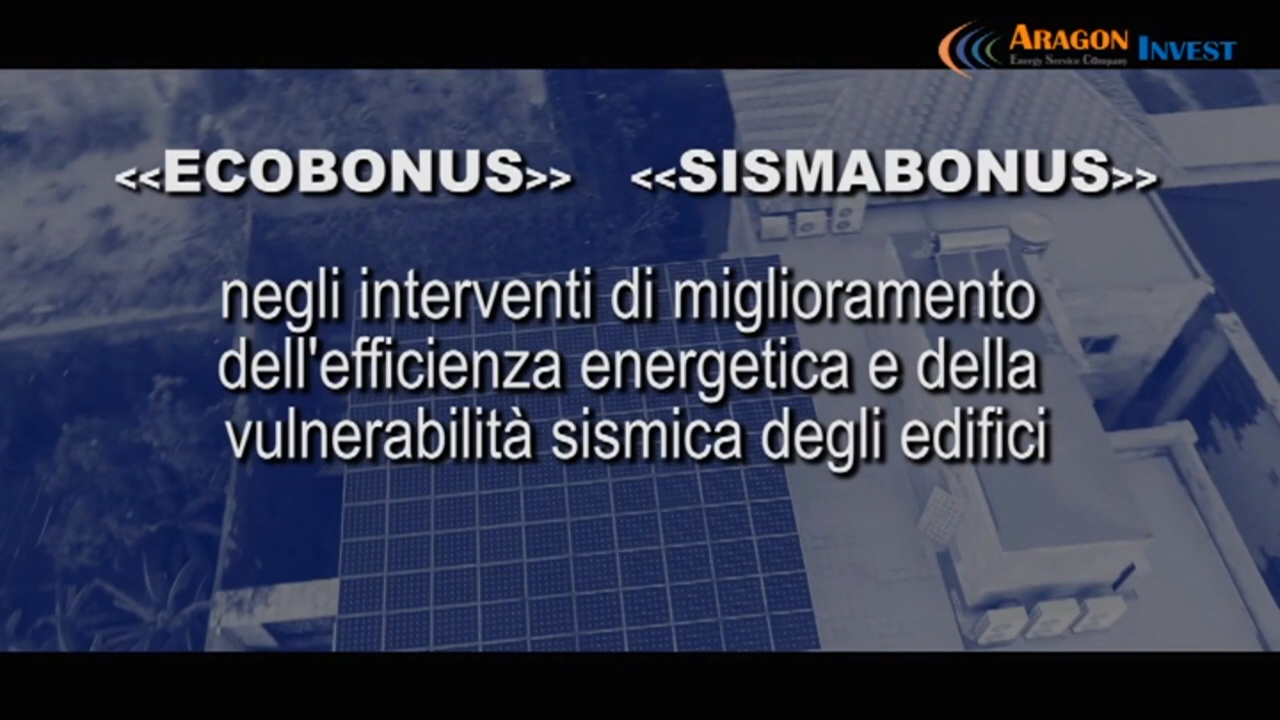 ARAGON INVEST
Energy Service Company
<<ECOBONUS>> <<SISMABONUS>>
negli interventi di miglioramento
dell'efficienza energetica e della
vulnerabilità sismica degli edifici